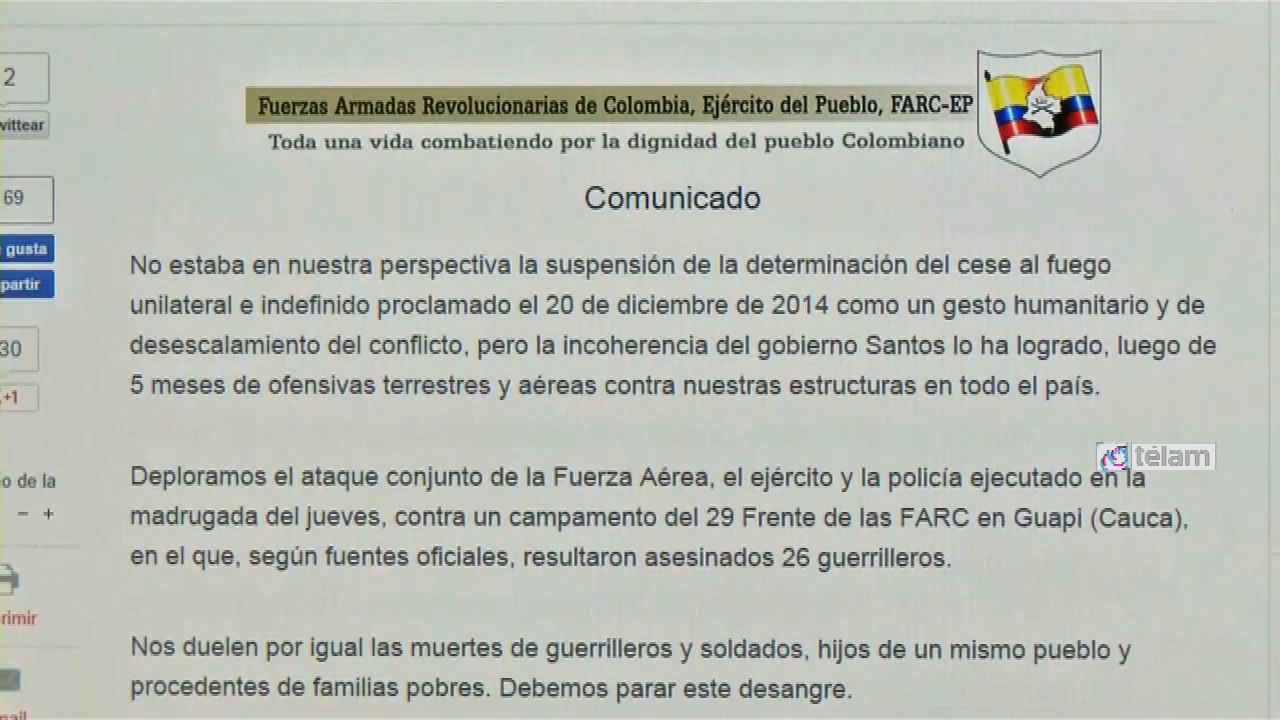 2
wittear
69
gusta
partir
30
+1
o de la
− +
rimir
mail
Fuerzas Armadas Revolucionarias de Colombia, Ejército del Pueblo, FARC-EP
Toda una vida combatiendo por la dignidad del pueblo Colombiano
Comunicado
No estaba en nuestra perspectiva la suspensión de la determinación del cese al fuego
unilateral e indefinido proclamado el 20 de diciembre de 2014 como un gesto humanitario y de
desescalamiento del conflicto, pero la incoherencia del gobierno Santos lo ha logrado, luego de
5 meses de ofensivas terrestres y aéreas contra nuestras estructuras en todo el país.
télam
Deploramos el ataque conjunto de la Fuerza Aérea, el ejército y la policía ejecutado en la
madrugada del jueves, contra un campamento del 29 Frente de las FARC en Guapi (Cauca),
en el que, según fuentes oficiales, resultaron asesinados 26 guerrilleros.
Nos duelen por igual las muertes de guerrilleros y soldados, hijos de un mismo pueblo y
procedentes de familias pobres. Debemos parar este desangre.